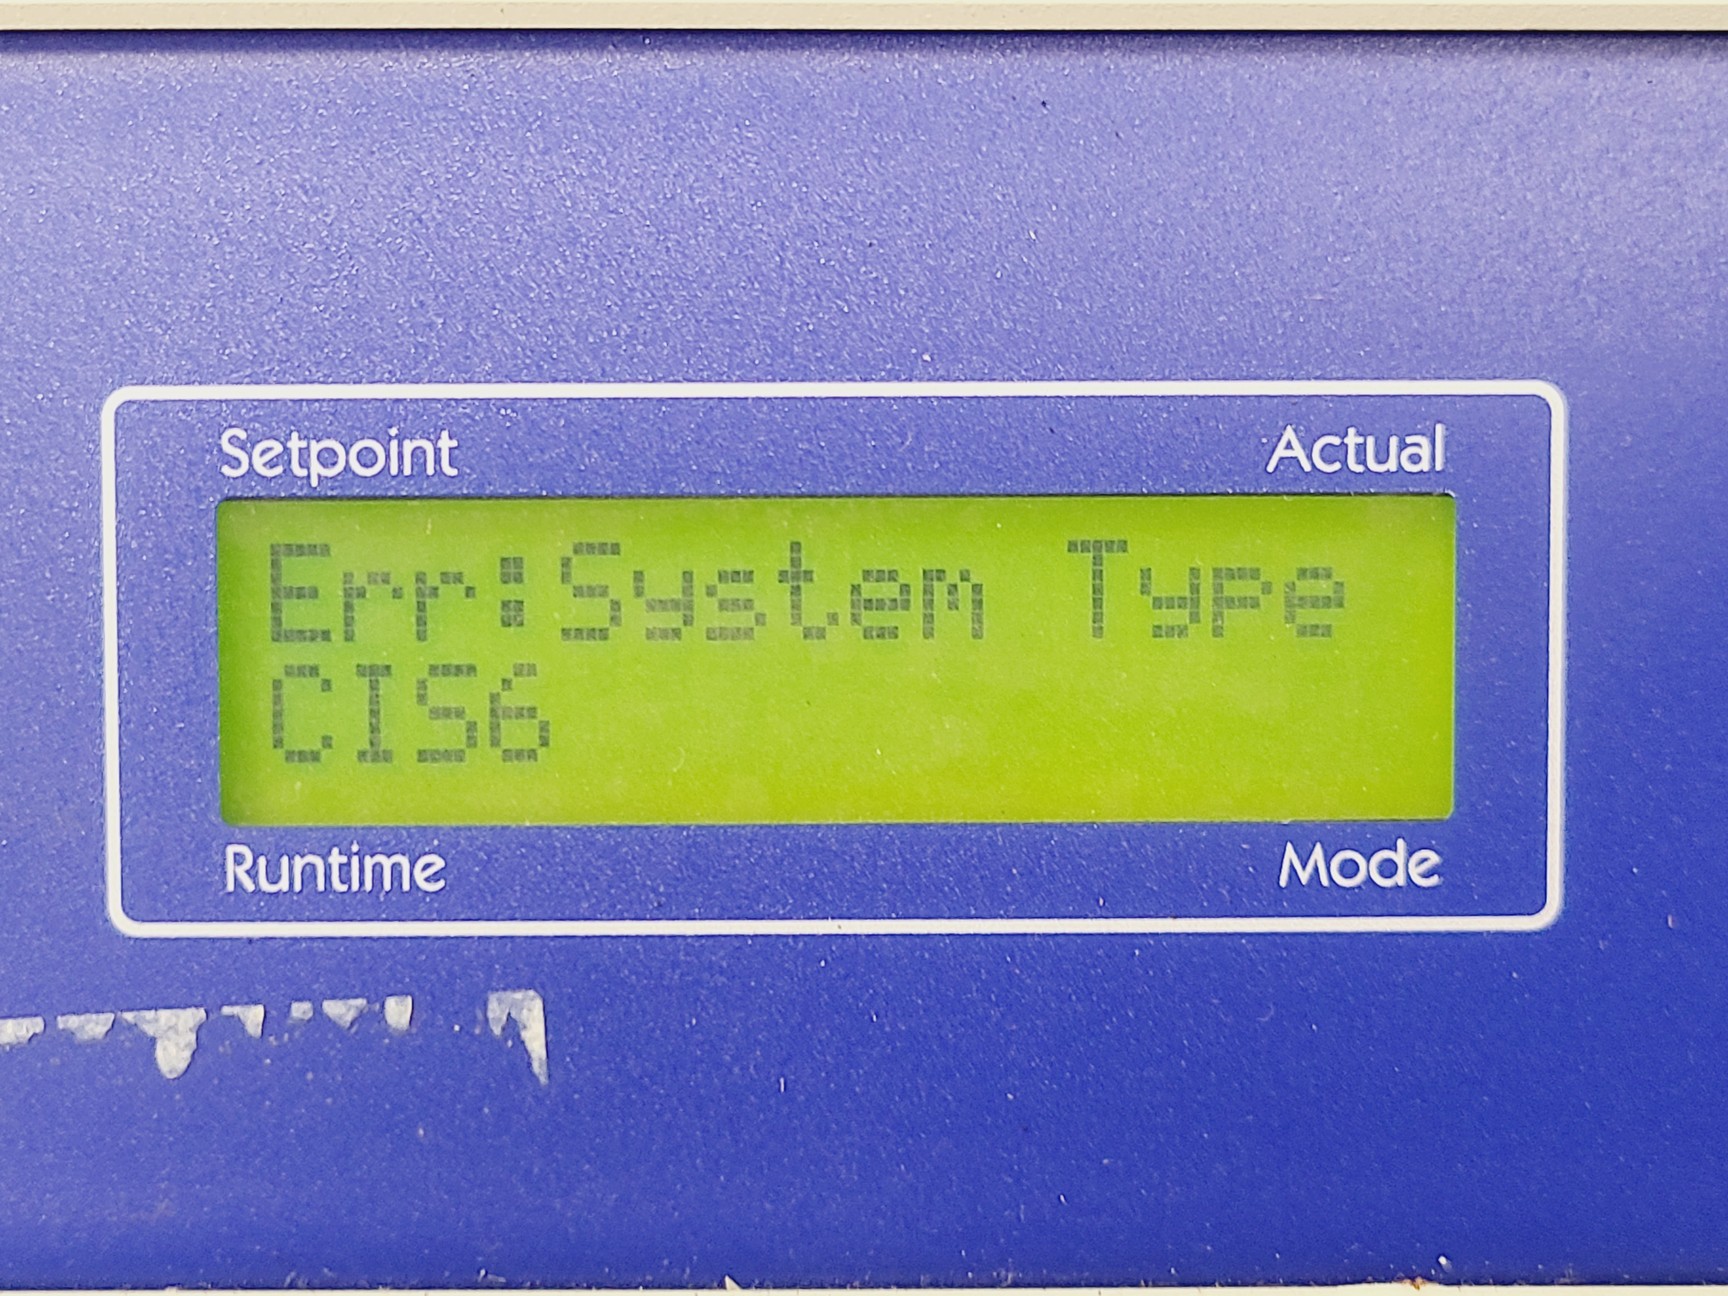 Setpoint Actual
Err:System Type
CIS6
Runtime Mode